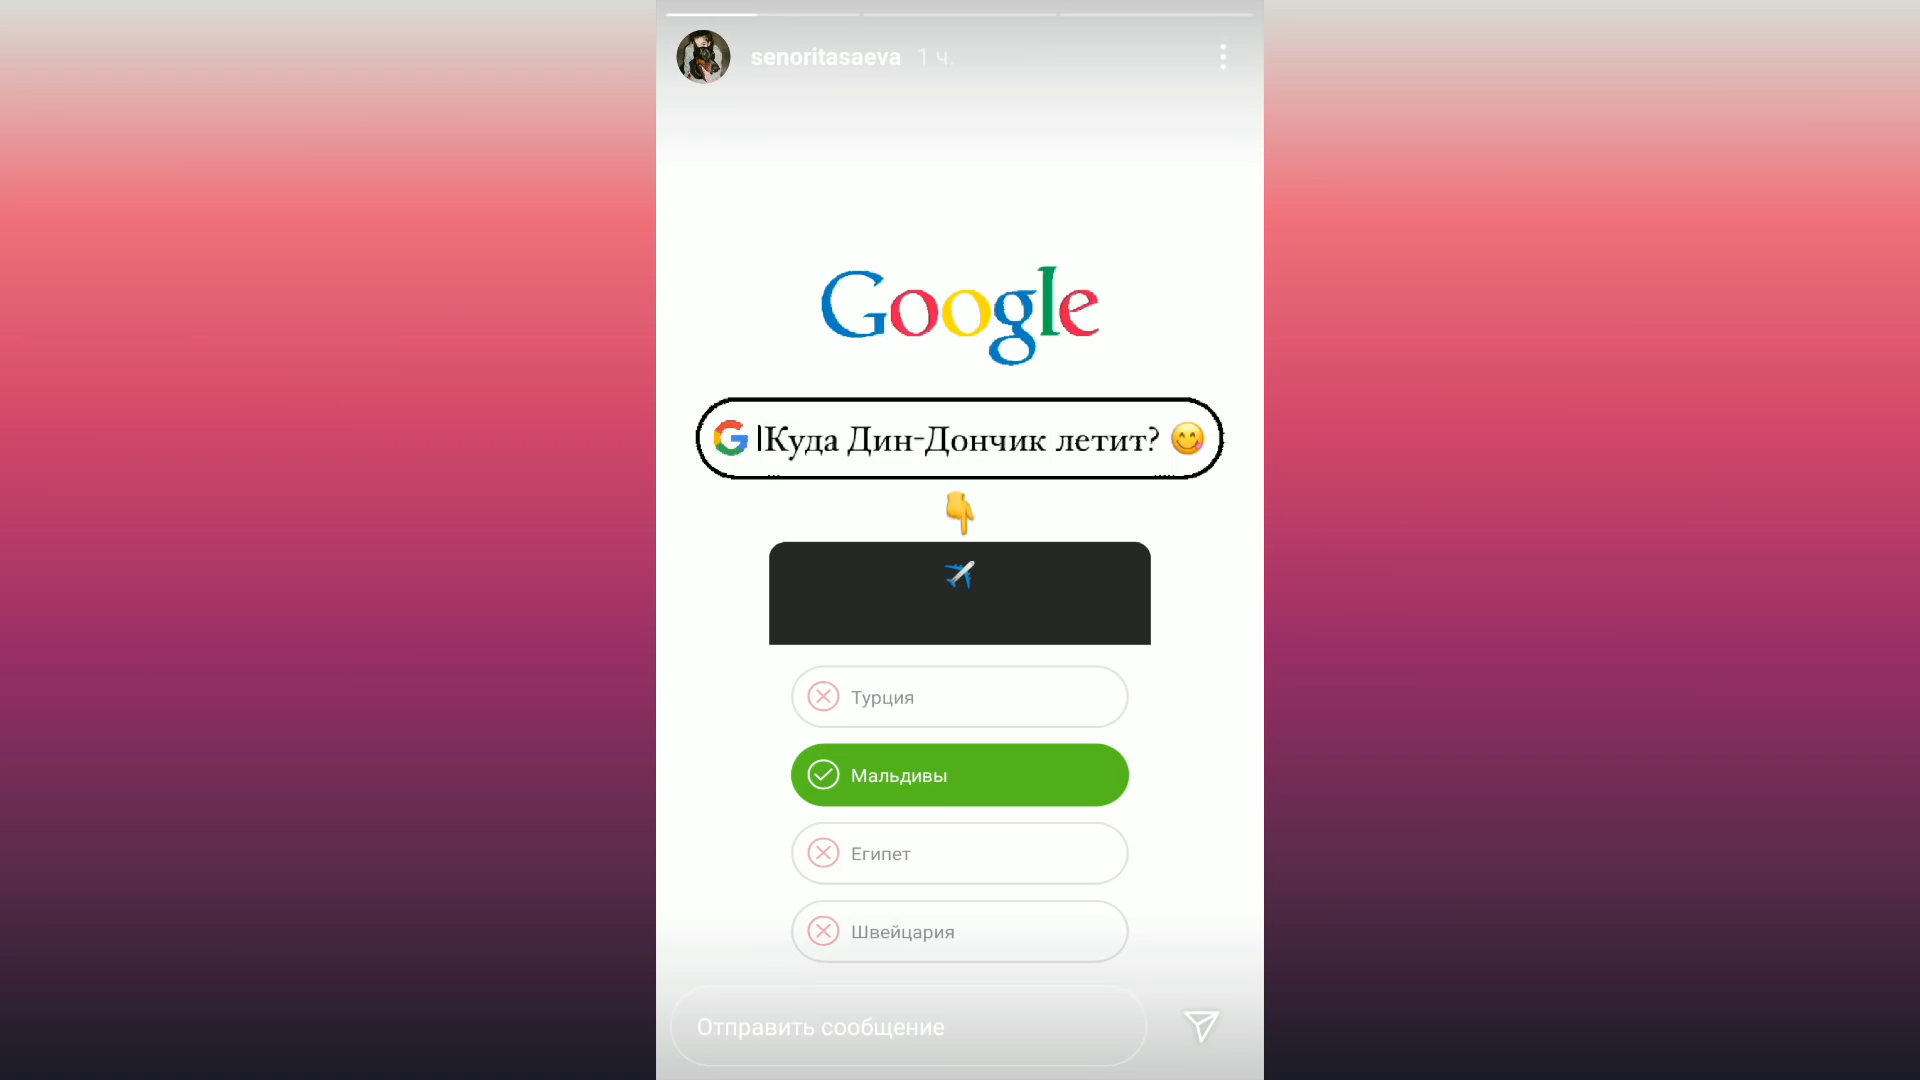 senoritasaeva 1 ч.
Google
Куда Дин-Дончик летит? 😋
👇
✈️
Турция
Мальдивы
Египет
Швейцария
Отправить сообщение